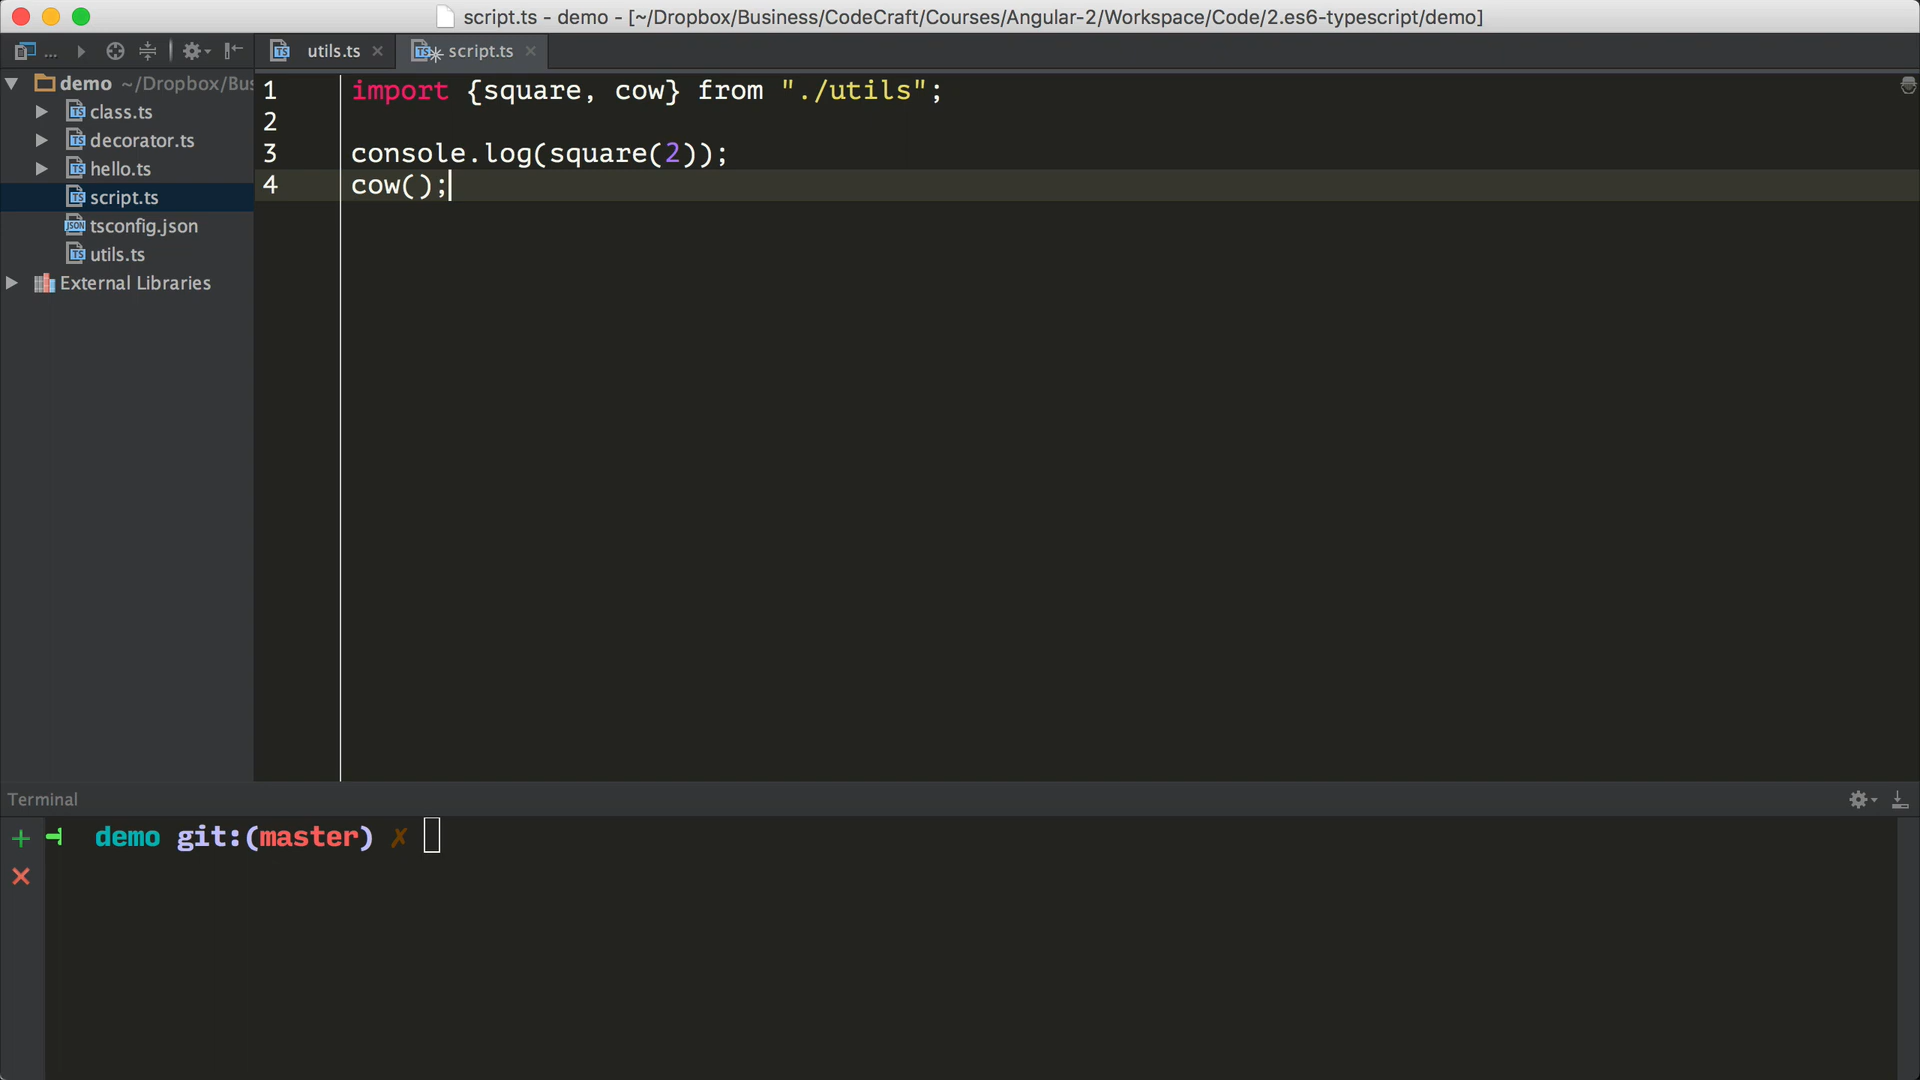 script.ts - demo - [~/Dropbox/Business/CodeCraft/Courses/Angular-2/Workspace/Code/2.es6-typescript/demo]
... utils.ts script.ts
demo ~/Dropbox/Bus
class.ts
decorator.ts
hello.ts
script.ts
tsconfig.json
utils.ts
External Libraries
1 import {square, cow} from "./utils";
2
3 console.log(square(2));
4 cow();
Terminal
demo git:(master) ✗